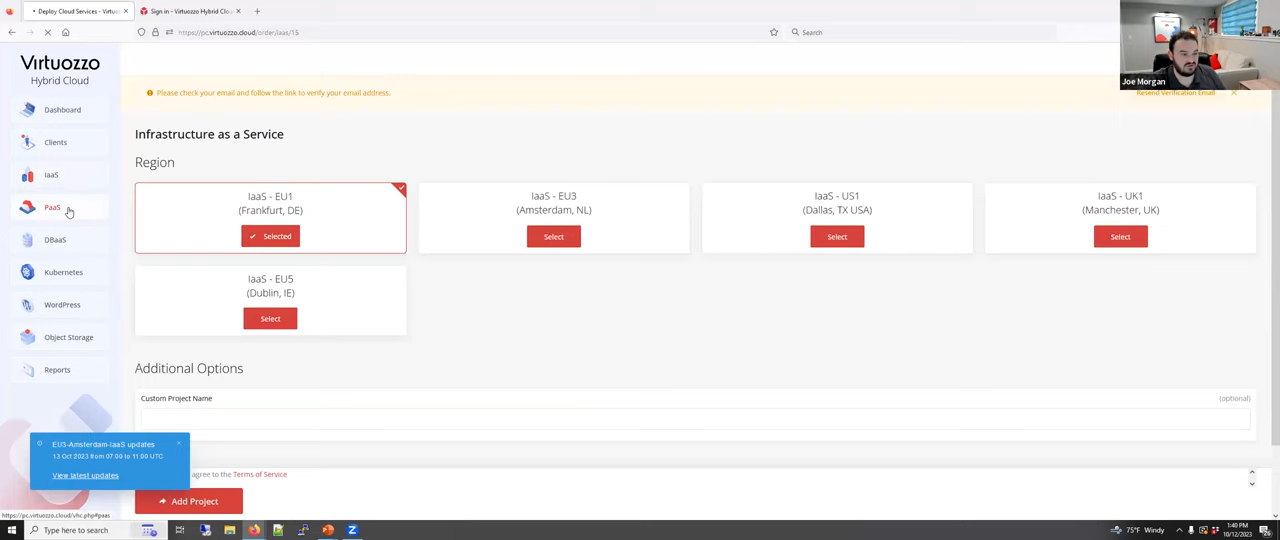 Deploy Cloud Services - Virtuoz
Sign in - Virtuozzo Hybrid Clou
https://pc.virtuozzo.cloud/order/iaas/15
Search
Joe Morgan
Virtuozzo
Hybrid Cloud
Dashboard
Clients
IaaS
PaaS
DBaaS
Kubernetes
WordPress
Object Storage
Reports
Please check your email and follow the link to verify your email address.
Resend Verification Email
Infrastructure as a Service
Region
IaaS - EU1
(Frankfurt, DE)
Selected
IaaS - EU3
(Amsterdam, NL)
Select
IaaS - US1
(Dallas, TX USA)
Select
IaaS - UK1
(Manchester, UK)
Select
IaaS - EU5
(Dublin, IE)
Select
Additional Options
Custom Project Name
(optional)
agree to the Terms of Service
Add Project
EU3-Amsterdam-IaaS updates
13 Oct 2023 from 07:00 to 11:00 UTC
View latest updates
https://pc.virtuozzo.cloud/vhc.php#paas
Type here to search
75°F Windy
1:40 PM
10/12/2023